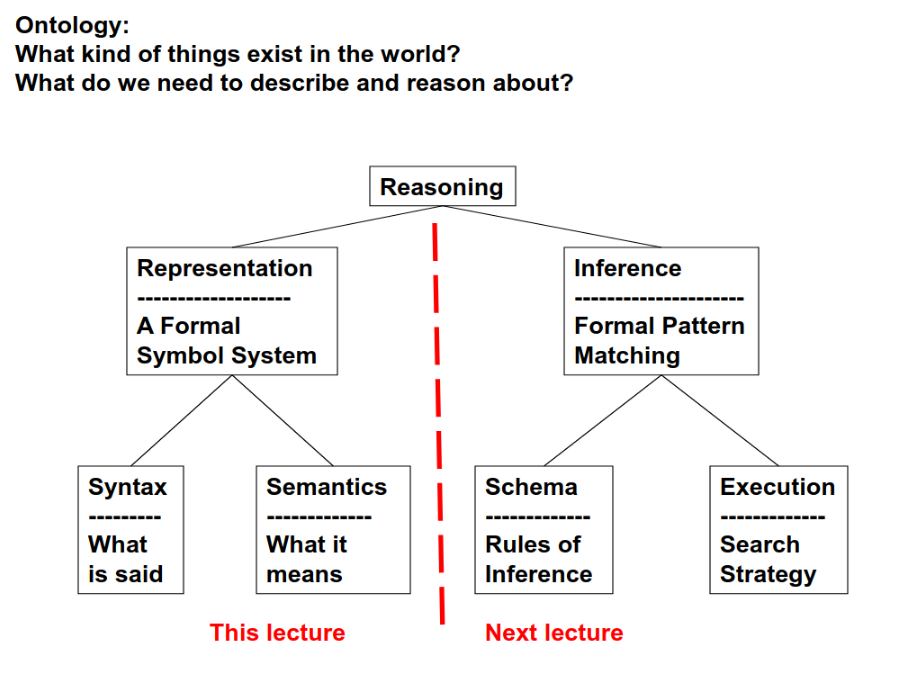 Ontology:
What kind of things exist in the world?
What do we need to describe and reason about?
Reasoning
Representation
-------------------
A Formal
Symbol System
Inference
---------------------
Formal Pattern
Matching
Syntax
---------
What
is said
Semantics
-------------
What it
means
Schema
-------------
Rules of
Inference
Execution
-------------
Search
Strategy
This lecture
Next lecture